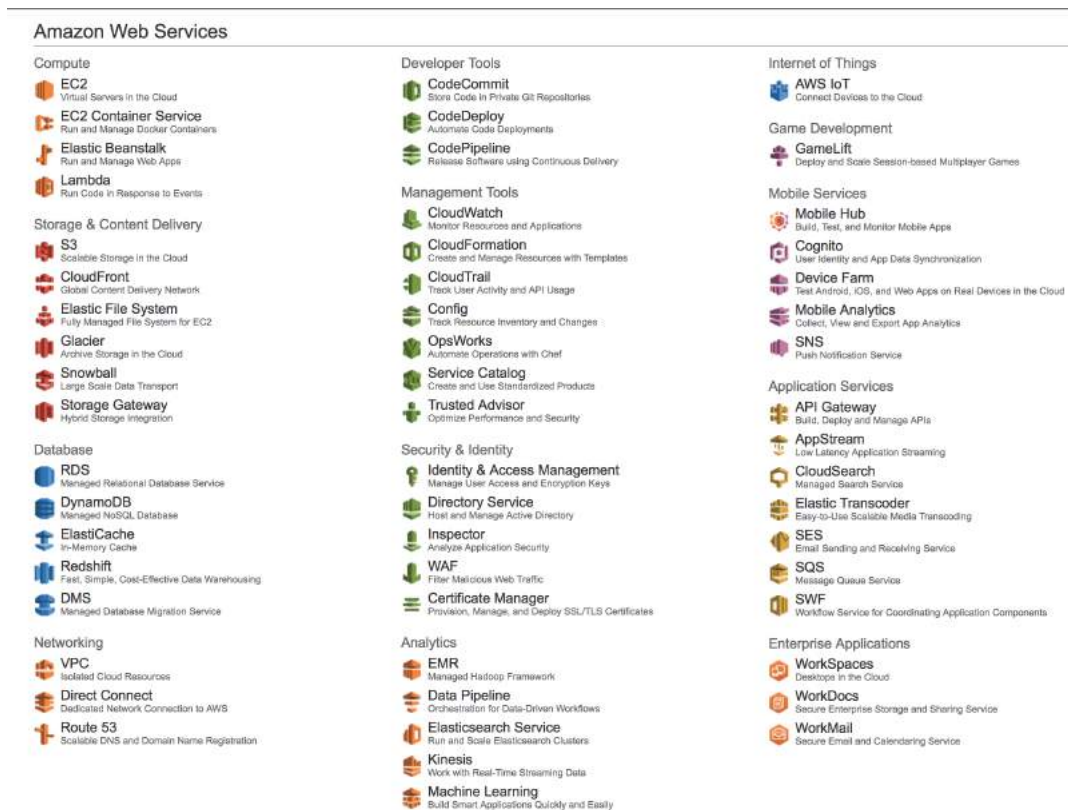 Amazon Web Services
Compute
EC2
Virtual Servers in the Cloud
EC2 Container Service
Run and Manage Docker Containers
Elastic Beanstalk
Run and Manage Web Apps
Lambda
Run Code in Response to Events
Storage & Content Delivery
S3
Scalable Storage in the Cloud
CloudFront
Global Content Delivery Network
Elastic File System
Fully Managed File System for EC2
Glacier
Archive Storage in the Cloud
Snowball
Large Scale Data Transport
Storage Gateway
Hybrid Storage Integration
Database
RDS
Managed Relational Database Service
DynamoDB
Managed NoSQL Database
ElastiCache
In-Memory Cache
Redshift
Fast, Simple, Cost-Effective Data Warehousing
DMS
Managed Database Migration Service
Networking
VPC
Isolated Cloud Resources
Direct Connect
Dedicated Network Connection to AWS
Route 53
Scalable DNS and Domain Name Registration
Developer Tools
CodeCommit
Store Code in Private Git Repositories
CodeDeploy
Automate Code Deployments
CodePipeline
Release Software using Continuous Delivery
Management Tools
CloudWatch
Monitor Resources and Applications
CloudFormation
Create and Manage Resources with Templates
CloudTrail
Track User Activity and API Usage
Config
Track Resource Inventory and Changes
OpsWorks
Automate Operations with Chef
Service Catalog
Create and Use Standardized Products
Trusted Advisor
Optimize Performance and Security
Security & Identity
Identity & Access Management
Manage User Access and Encryption Keys
Directory Service
Host and Manage Active Directory
Inspector
Analyze Application Security
WAF
Filter Malicious Web Traffic
Certificate Manager
Provision, Manage, and Deploy SSL/TLS Certificates
Analytics
EMR
Managed Hadoop Framework
Data Pipeline
Orchestration for Data-Driven Workflows
Elasticsearch Service
Run and Scale Elasticsearch Clusters
Kinesis
Work with Real-Time Streaming Data
Machine Learning
Build Smart Applications Quickly and Easily
Internet of Things
AWS IoT
Connect Devices to the Cloud
Game Development
GameLift
Deploy and Scale Session-based Multiplayer Games
Mobile Services
Mobile Hub
Build, Test, and Monitor Mobile Apps
Cognito
User Identity and App Data Synchronization
Device Farm
Test Android, iOS, and Web Apps on Real Devices in the Cloud
Mobile Analytics
Collect, View and Export App Analytics
SNS
Push Notification Service
Application Services
API Gateway
Build, Deploy and Manage APIs
AppStream
Low Latency Application Streaming
CloudSearch
Managed Search Service
Elastic Transcoder
Easy-to-Use Scalable Media Transcoding
SES
Email Sending and Receiving Service
SQS
Message Queue Service
SWF
Workflow Service for Coordinating Application Components
Enterprise Applications
WorkSpaces
Desktops in the Cloud
WorkDocs
Secure Enterprise Storage and Sharing Service
WorkMail
Secure Email and Calendaring Service